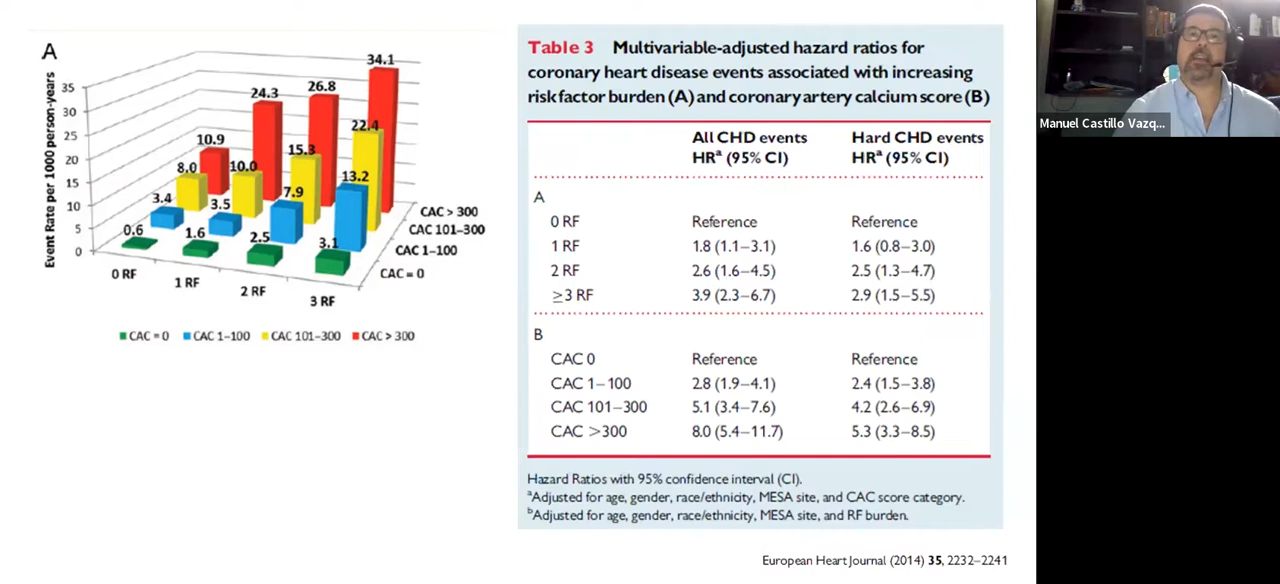 A
Event Rate per 1000 person-years
35
30
25
20
15
10
5
0
34.1
26.8
24.3
10.9
22.4
15.3
10.0
8.0
13.2
7.9
3.5
3.4
3.1
2.5
1.6
0.6
CAC > 300
CAC 101–300
CAC 1–100
CAC = 0
0 RF
1 RF
2 RF
3 RF
CAC = 0 CAC 1–100 CAC 101–300 CAC > 300
Table 3 Multivariable-adjusted hazard ratios for
coronary heart disease events associated with increasing
risk factor burden (A) and coronary artery calcium score (B)
All CHD events Hard CHD events
HRa (95% CI) HRa (95% CI)
A
0 RF Reference Reference
1 RF 1.8 (1.1–3.1) 1.6 (0.8–3.0)
2 RF 2.6 (1.6–4.5) 2.5 (1.3–4.7)
≥3 RF 3.9 (2.3–6.7) 2.9 (1.5–5.5)
B
CAC 0 Reference Reference
CAC 1–100 2.8 (1.9–4.1) 2.4 (1.5–3.8)
CAC 101–300 5.1 (3.4–7.6) 4.2 (2.6–6.9)
CAC >300 8.0 (5.4–11.7) 5.3 (3.3–8.5)
Hazard Ratios with 95% confidence interval (CI).
aAdjusted for age, gender, race/ethnicity, MESA site, and CAC score category.
bAdjusted for age, gender, race/ethnicity, MESA site, and RF burden.
European Heart Journal (2014) 35, 2232–2241
Manuel Castillo Vazq...